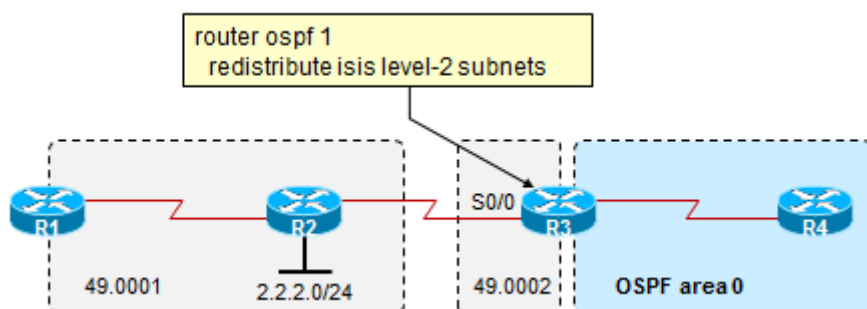 router ospf 1
redistribute isis level-2 subnets
S0/0
R1
R2
R3
R4
49.0001
2.2.2.0/24
49.0002
OSPF area 0